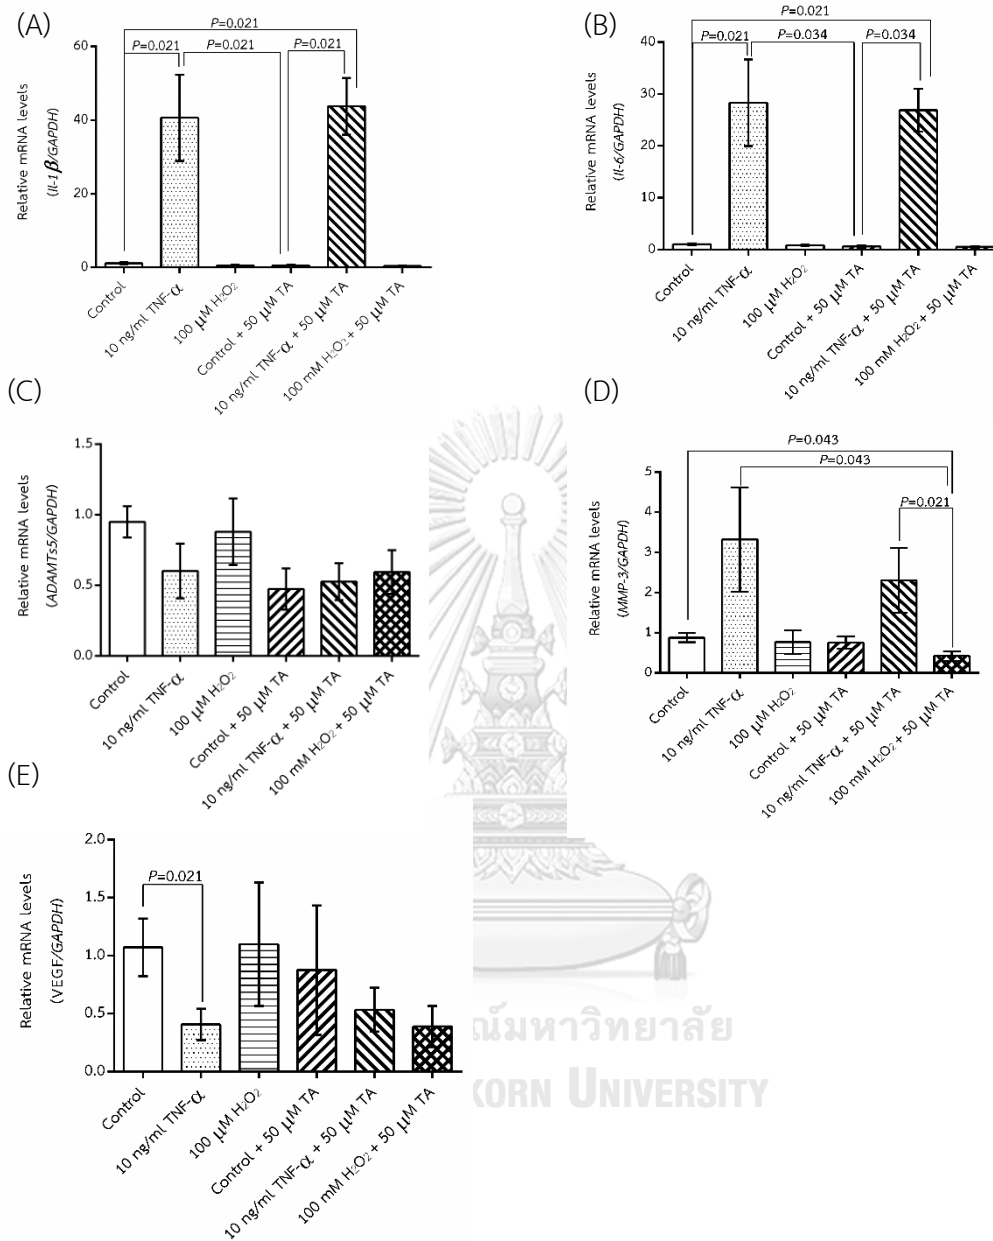 (A)
P=0.021
P=0.021
P=0.021
P=0.021
Relative mRNA levels
(Il-1β/GAPDH)
60
40
20
0
Control
10 ng/ml TNF-α
100 μM H₂O₂
Control + 50 μM TA
10 ng/ml TNF-α + 50 μM TA
100 mM H₂O₂ + 50 μM TA
(B)
P=0.021
P=0.021
P=0.034
P=0.034
Relative mRNA levels
(Il-6/GAPDH)
40
30
20
10
0
Control
10 ng/ml TNF-α
100 μM H₂O₂
Control + 50 μM TA
10 ng/ml TNF-α + 50 μM TA
100 mM H₂O₂ + 50 μM TA
(C)
Relative mRNA levels
(ADAMTs5/GAPDH)
1.5
1.0
0.5
0.0
Control
10 ng/ml TNF-α
100 μM H₂O₂
Control + 50 μM TA
10 ng/ml TNF-α + 50 μM TA
100 mM H₂O₂ + 50 μM TA
(D)
P=0.043
P=0.043
P=0.021
Relative mRNA levels
(MMP-3/GAPDH)
5
4
3
2
1
0
Control
10 ng/ml TNF-α
100 μM H₂O₂
Control + 50 μM TA
10 ng/ml TNF-α + 50 μM TA
100 mM H₂O₂ + 50 μM TA
(E)
P=0.021
Relative mRNA levels
(VEGF/GAPDH)
2.0
1.5
1.0
0.5
0.0
Control
10 ng/ml TNF-α
100 μM H₂O₂
Control + 50 μM TA
10 ng/ml TNF-α + 50 μM TA
100 mM H₂O₂ + 50 μM TA
ณ์มหาวิทยาลัย
KORN UNIVERSITY